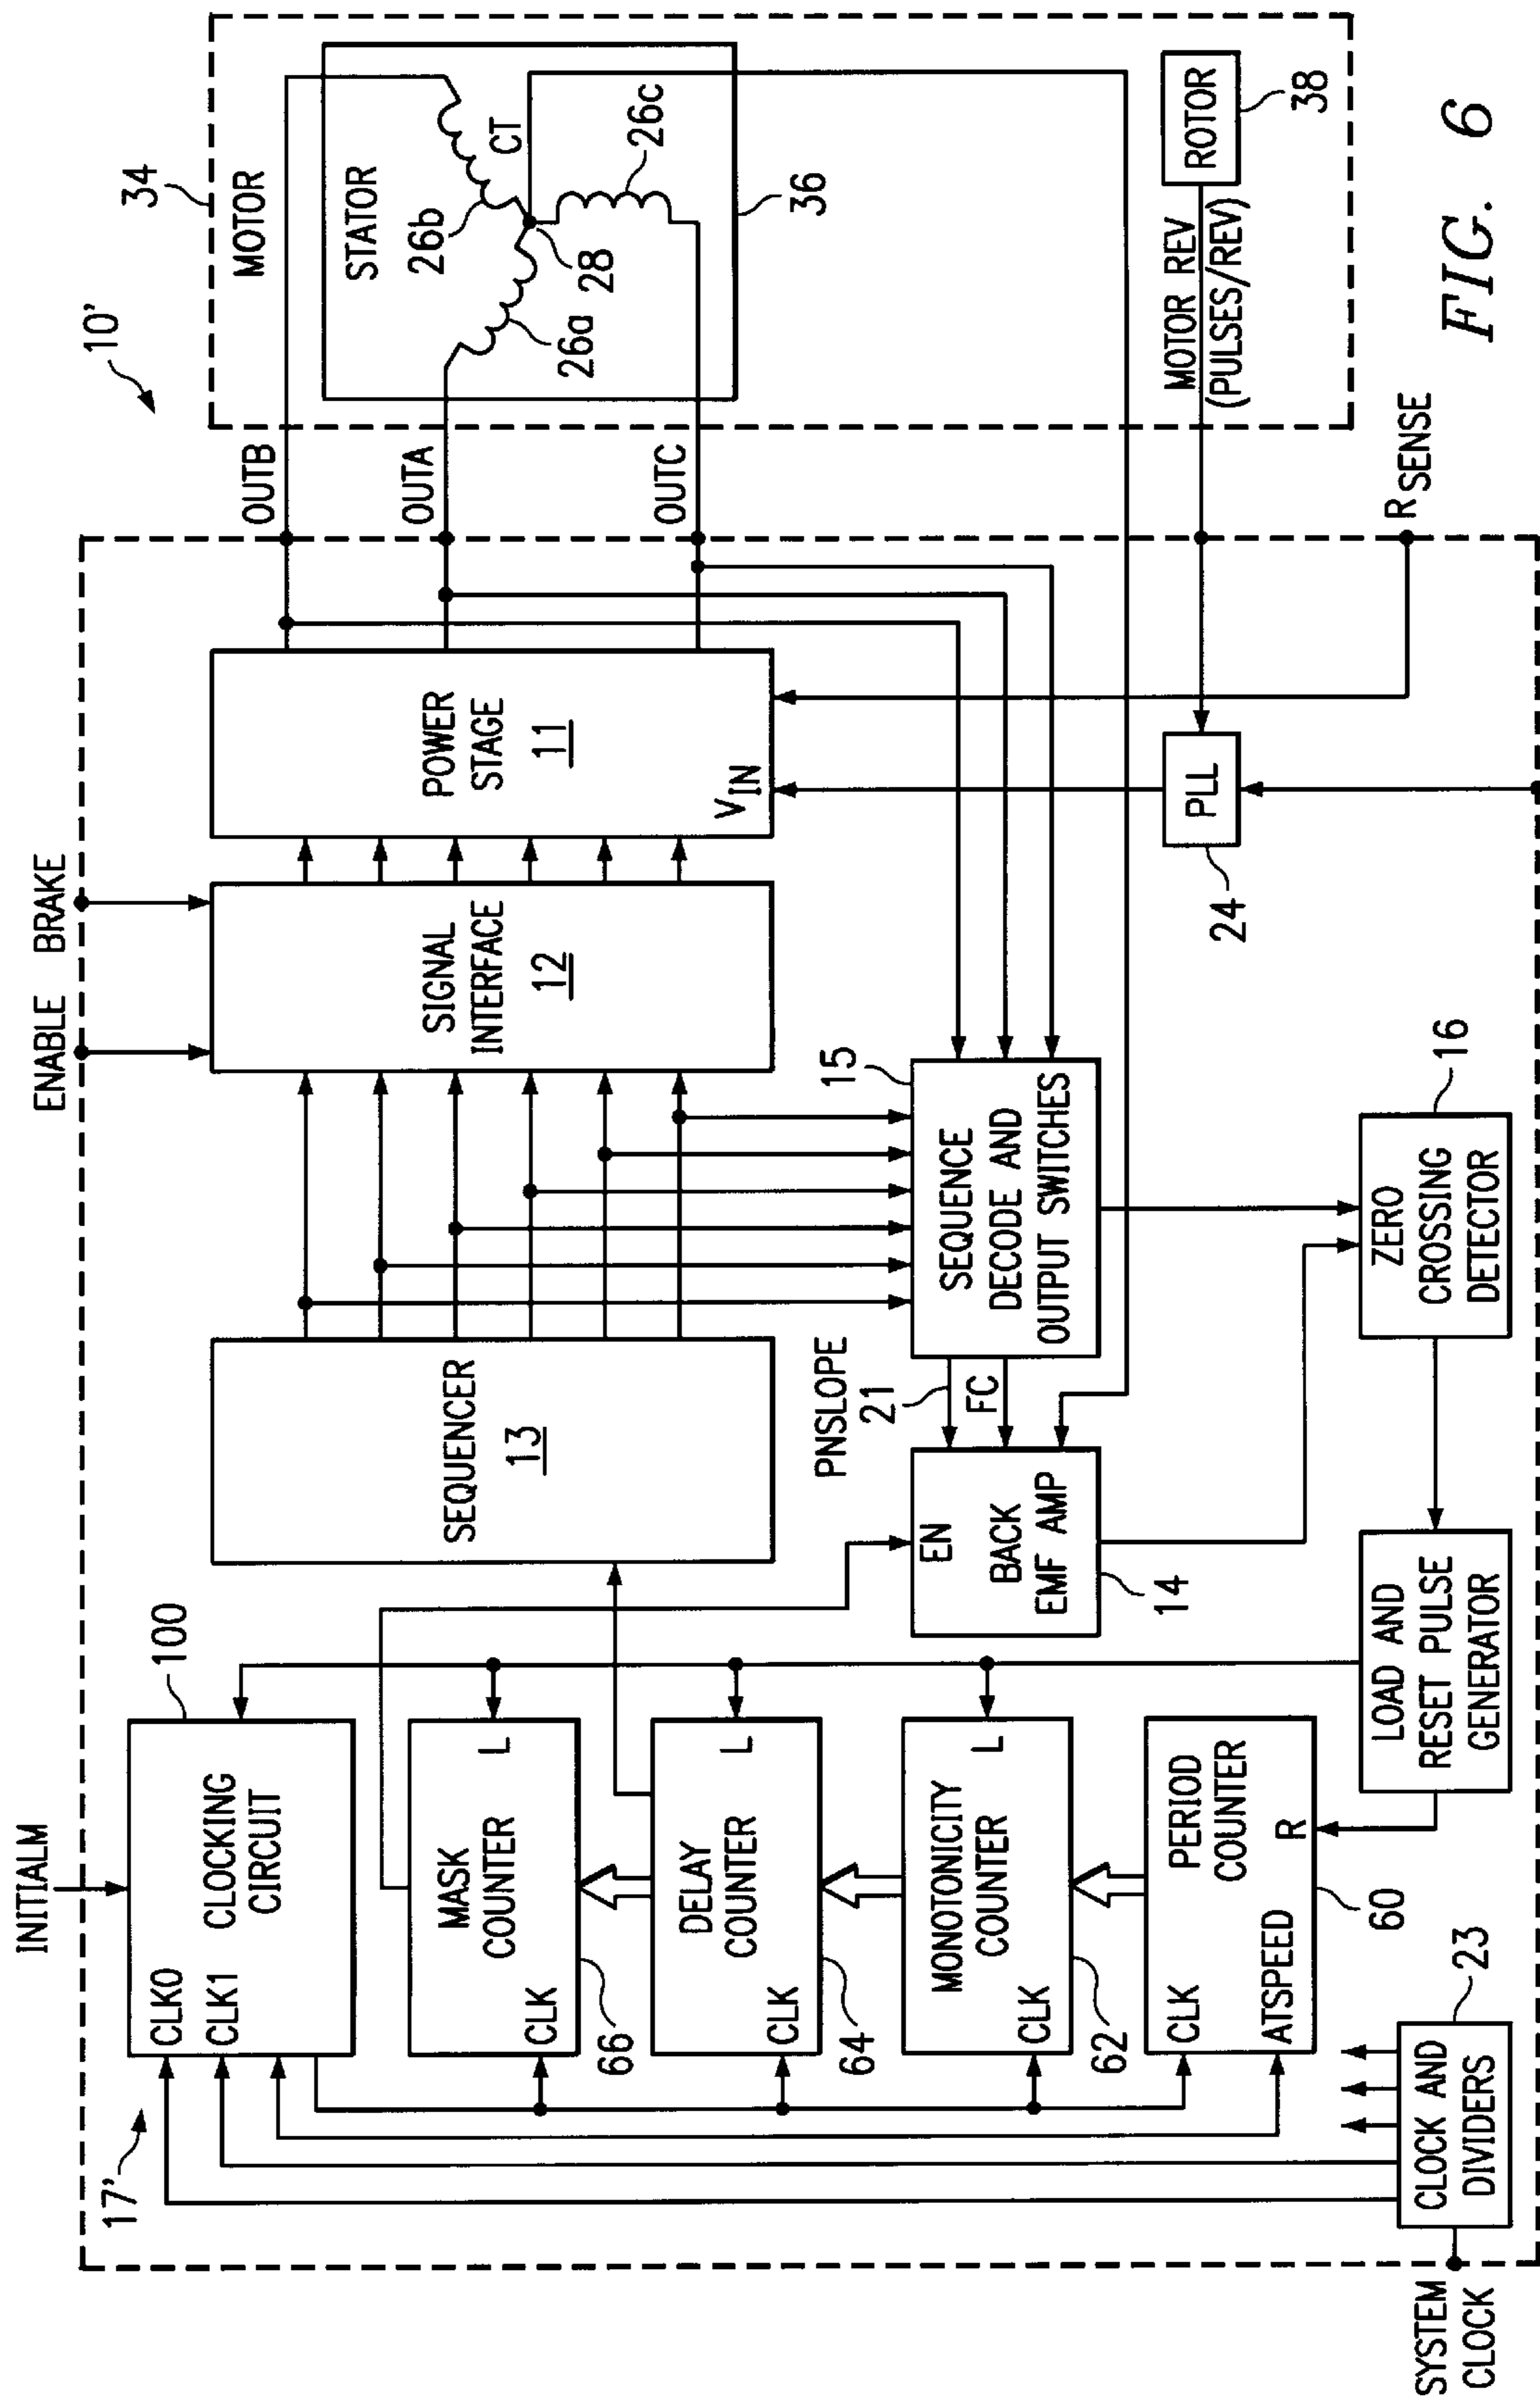 10'
34
MOTOR
STATOR
26b
CT
26a
28
26c
36
MOTOR REV
(PULSES/REV)
ROTOR
38
FIG. 6
OUTB
OUTA
OUTC
RSENSE
ENABLE BRAKE
POWER
STAGE
11
VIN
PLL
24
SIGNAL
INTERFACE
12
SEQUENCER
13
PNSLOPE
21
FC
15
SEQUENCE
DECODE AND
OUTPUT SWITCHES
16
ZERO
CROSSING
DETECTOR
EN
BACK
EMF AMP
14
LOAD AND
RESET PULSE
GENERATOR
INITIALM
100
CLK0
CLK1
CLOCKING
CIRCUIT
17'
MASK
COUNTER
L
CLK
66
DELAY
COUNTER
L
CLK
64
MONOTONICITY
COUNTER
L
CLK
62
PERIOD
COUNTER
R
CLK
ATSPEED
60
23
CLOCK AND
DIVIDERS
SYSTEM
CLOCK